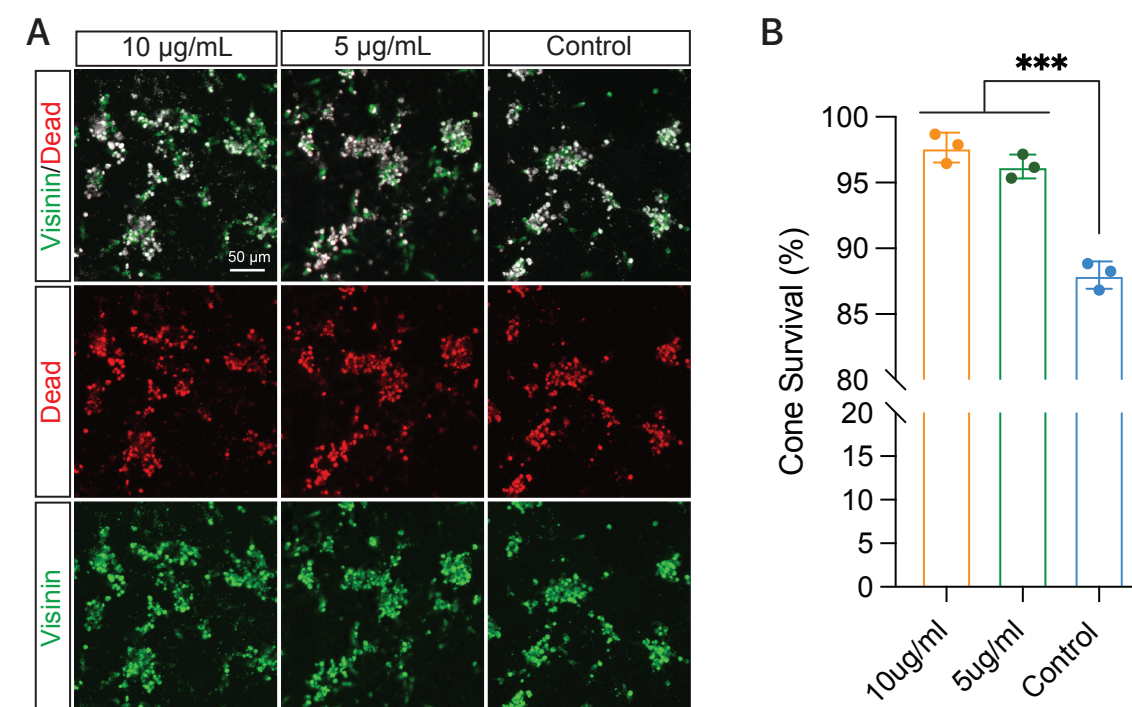 A
10 µg/mL
5 µg/mL
Control
Visinin/Dead
50 µm
Dead
Visinin
B
***
Cone Survival (%)
100
95
90
85
80
20
15
10
5
0
10ug/ml
5ug/ml
Control